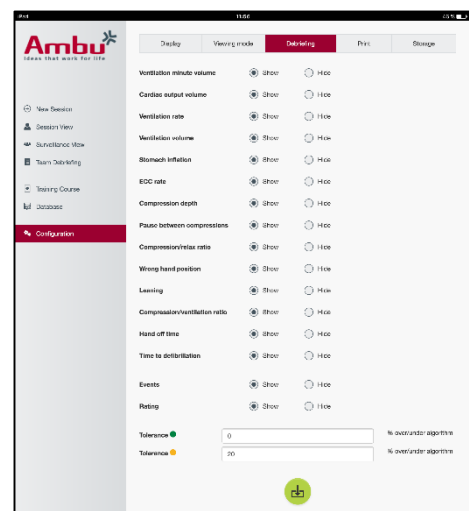 iPad 11:56 45 %
Ambu
Ideas that work for life
New Session
Session View
Surveillance View
Team Debriefing
Training Course
Database
Configuration
Display Viewing mode Debriefing Print Storage
Ventilation minute volume Show Hide
Cardiac output volume Show Hide
Ventilation rate Show Hide
Ventilation volume Show Hide
Stomach inflation Show Hide
ECC rate Show Hide
Compression depth Show Hide
Pause between compressions Show Hide
Compression/relax ratio Show Hide
Wrong hand position Show Hide
Leaning Show Hide
Compression/ventilation ratio Show Hide
Hand off time Show Hide
Time to defibrillation Show Hide
Events Show Hide
Rating Show Hide
Tolerance 0 % over/under algorithm
Tolerance 20 % over/under algorithm